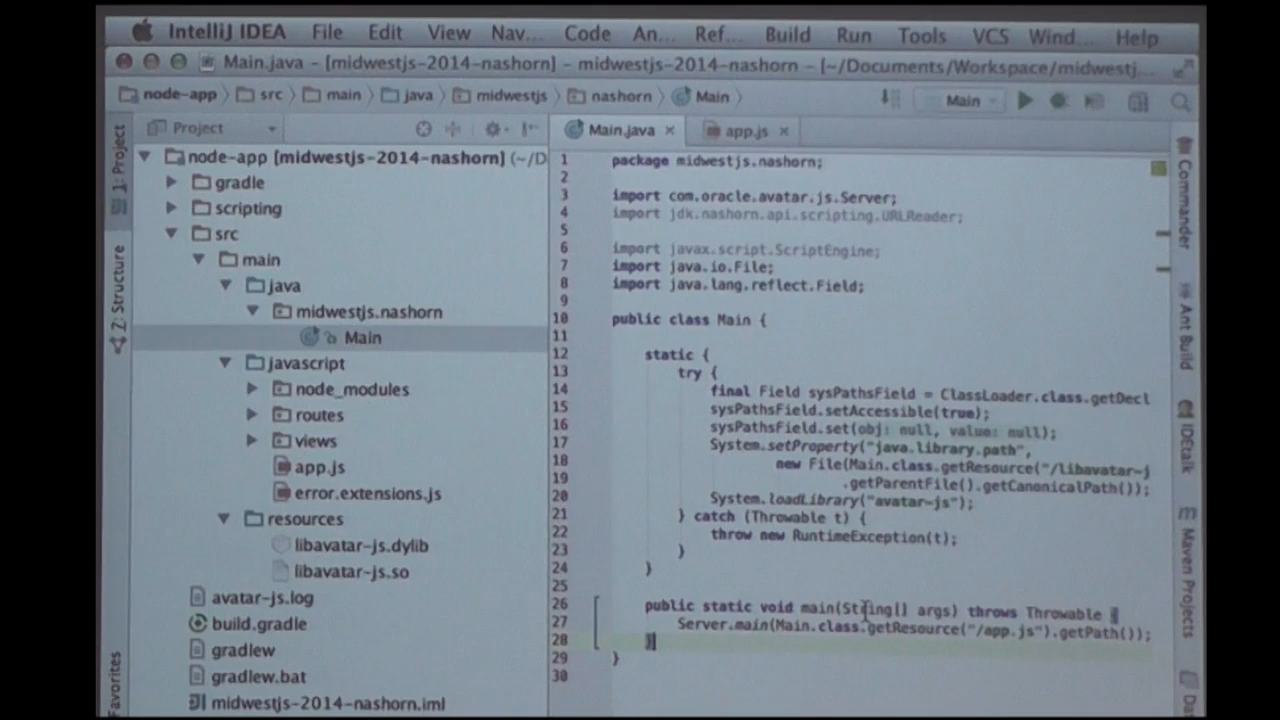 IntelliJ IDEA File Edit View Nav... Code An... Ref... Build Run Tools VCS Wind... Help
Main.java – [midwestjs-2014-nashorn] – midwestjs-2014-nashorn – [~/Documents/Workspace/midwestj...
node-app src main java midwestjs nashorn Main Main
Project
Main.java × app.js ×
1: Project
Z: Structure
Favorites
node-app [midwestjs-2014-nashorn] (~/D
gradle
scripting
src
main
java
midwestjs.nashorn
Main
javascript
node_modules
routes
views
app.js
error.extensions.js
resources
libavatar-js.dylib
libavatar-js.so
avatar-js.log
build.gradle
gradlew
gradlew.bat
midwestjs-2014-nashorn.iml
1 package midwestjs.nashorn;
2
3 import com.oracle.avatar.js.Server;
4 import jdk.nashorn.api.scripting.URLReader;
5
6 import javax.script.ScriptEngine;
7 import java.io.File;
8 import java.lang.reflect.Field;
9
10 public class Main {
11
12 static {
13 try {
14 final Field sysPathsField = ClassLoader.class.getDecl
15 sysPathsField.setAccessible(true);
16 sysPathsField.set(obj: null, value: null);
17 System.setProperty("java.library.path",
18 new File(Main.class.getResource("/libavatar-j
19 .getParentFile().getCanonicalPath());
20 System.loadLibrary("avatar-js");
21 } catch (Throwable t) {
22 throw new RuntimeException(t);
23 }
24 }
25
26 public static void main(String[] args) throws Throwable {
27 Server.main(Main.class.getResource("/app.js").getPath());
28 }
29 }
30
Commander
Ant Build
IDEtalk
Maven Projects